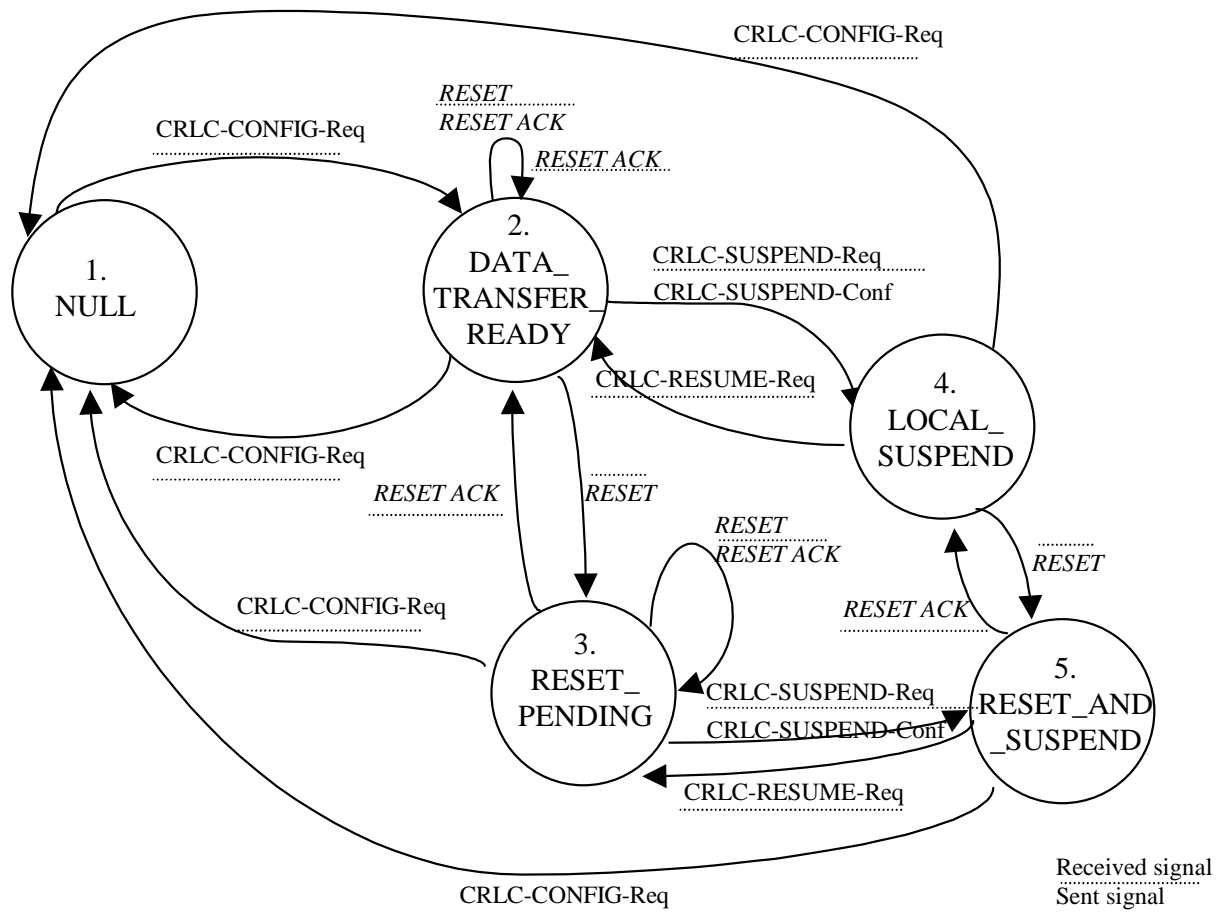 CRLC-CONFIG-Req
RESET
RESET ACK
CRLC-CONFIG-Req
RESET ACK
1.
NULL
2.
DATA_
TRANSFER_
READY
CRLC-SUSPEND-Req
CRLC-SUSPEND-Conf
CRLC-RESUME-Req
4.
LOCAL_
SUSPEND
CRLC-CONFIG-Req
RESET ACK
RESET
RESET
RESET ACK
RESET
CRLC-CONFIG-Req
RESET ACK
3.
RESET_
PENDING
CRLC-SUSPEND-Req
CRLC-SUSPEND-Conf
CRLC-RESUME-Req
5.
RESET_AND
_SUSPEND
CRLC-CONFIG-Req
Received signal
Sent signal